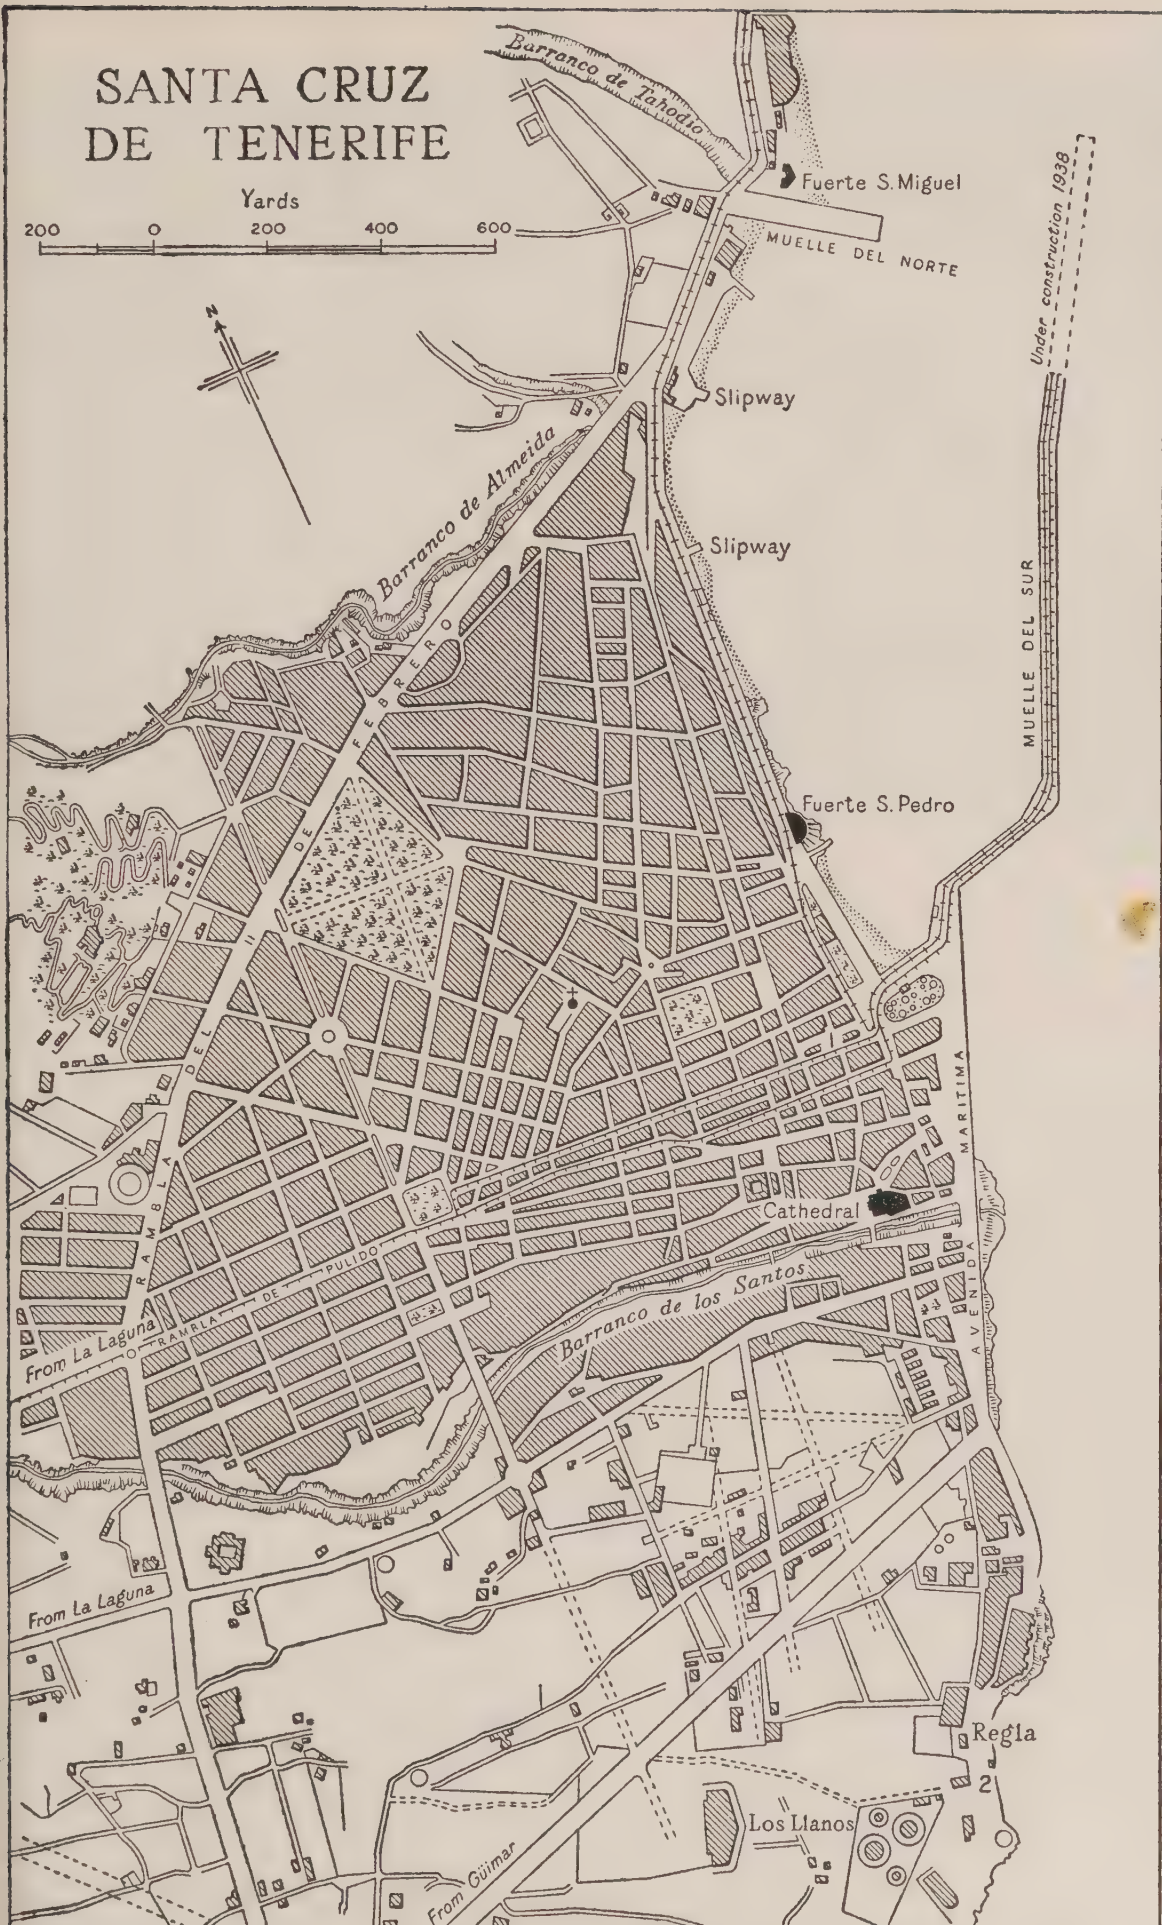 SANTA CRUZ
DE TENERIFE
Yards
200 0 200 400 600
N
Barranco de Tahodio
Fuerte S. Miguel
MUELLE DEL NORTE
Under construction 1938
Slipway
Barranco de Almeida
Slipway
MUELLE DEL SUR
Fuerte S. Pedro
RAMBLA DEL 11 DE FEBRERO
AVENIDA MARITIMA
Cathedral
RAMBLA DE PULIDO
From La Laguna
Barranco de los Santos
From La Laguna
Regla
2
Los Llanos
From Güimar